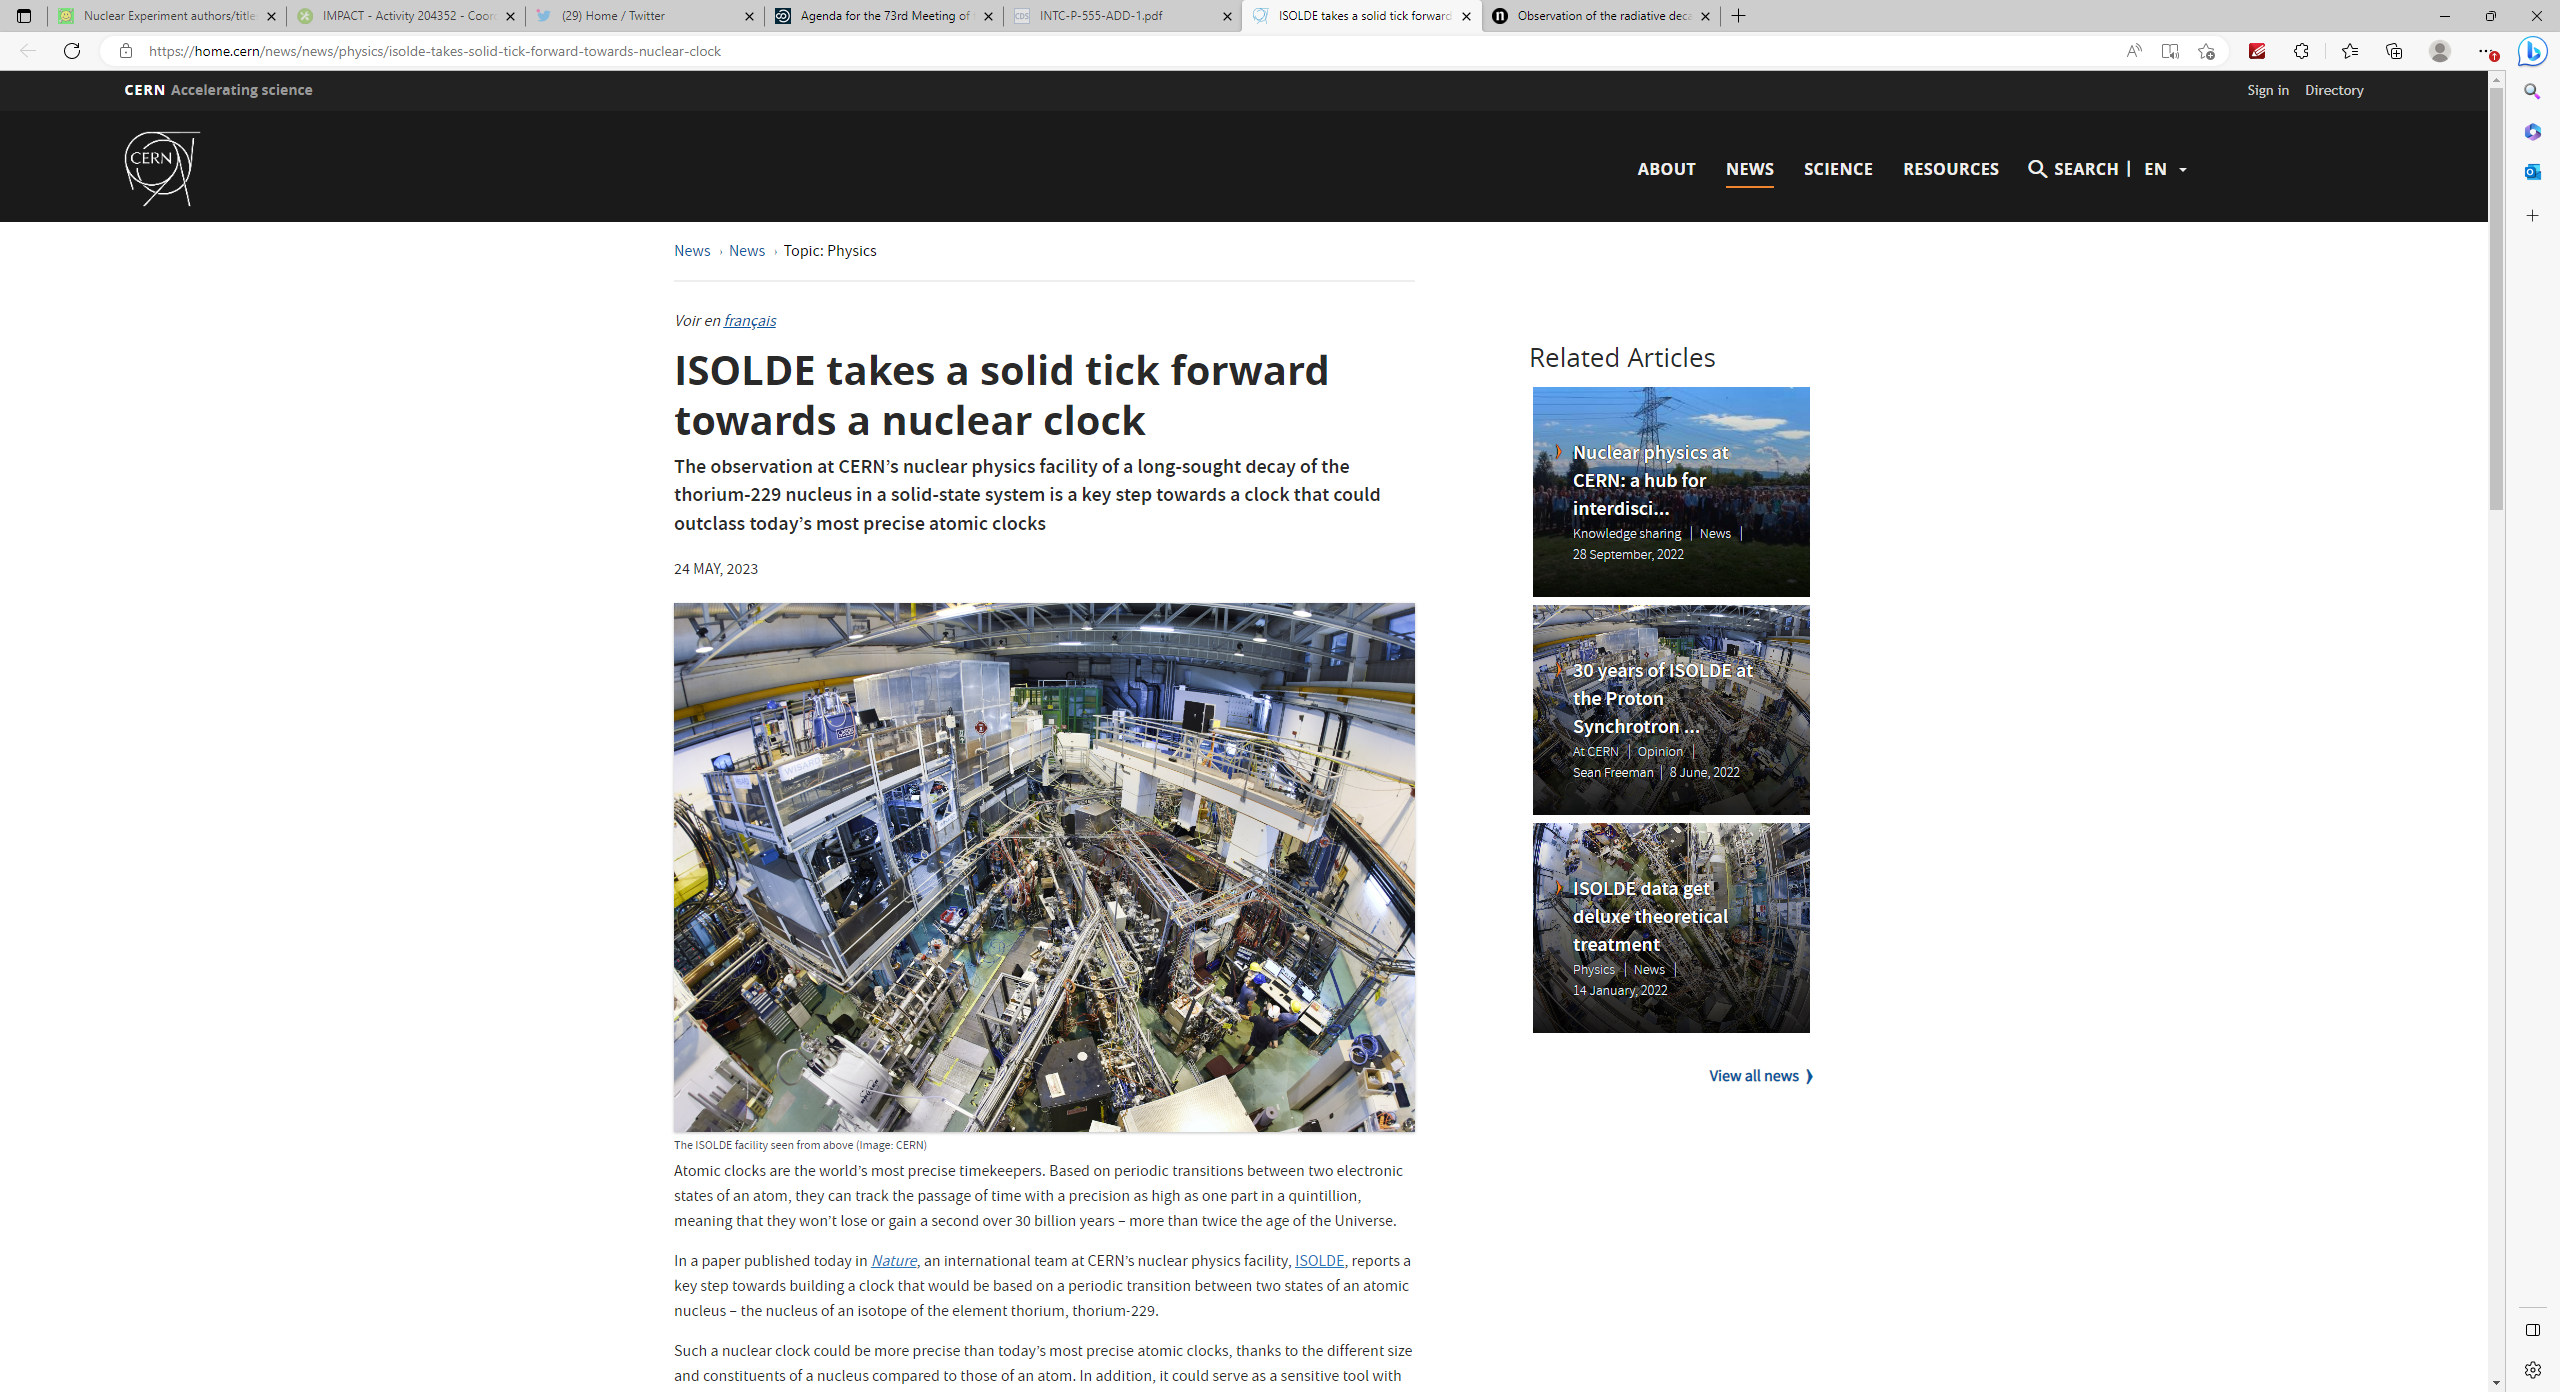 Nuclear Experiment authors/title
IMPACT - Activity 204352 - Coor
(29) Home / Twitter
Agenda for the 73rd Meeting of
INTC-P-555-ADD-1.pdf
ISOLDE takes a solid tick forward
Observation of the radiative deca
https://home.cern/news/news/physics/isolde-takes-solid-tick-forward-towards-nuclear-clock
CERN Accelerating science
Sign in Directory
CERN
ABOUT NEWS SCIENCE RESOURCES SEARCH | EN
News › News › Topic: Physics
Voir en français
ISOLDE takes a solid tick forward
towards a nuclear clock
The observation at CERN’s nuclear physics facility of a long-sought decay of the
thorium-229 nucleus in a solid-state system is a key step towards a clock that could
outclass today’s most precise atomic clocks
24 MAY, 2023
WISARD
The ISOLDE facility seen from above (Image: CERN)
Atomic clocks are the world’s most precise timekeepers. Based on periodic transitions between two electronic
states of an atom, they can track the passage of time with a precision as high as one part in a quintillion,
meaning that they won’t lose or gain a second over 30 billion years – more than twice the age of the Universe.
In a paper published today in Nature, an international team at CERN’s nuclear physics facility, ISOLDE, reports a
key step towards building a clock that would be based on a periodic transition between two states of an atomic
nucleus – the nucleus of an isotope of the element thorium, thorium-229.
Such a nuclear clock could be more precise than today’s most precise atomic clocks, thanks to the different size
and constituents of a nucleus compared to those of an atom. In addition, it could serve as a sensitive tool with
Related Articles
Nuclear physics at
CERN: a hub for
interdisci...
Knowledge sharing | News |
28 September, 2022
30 years of ISOLDE at
the Proton
Synchrotron ...
At CERN | Opinion |
Sean Freeman | 8 June, 2022
ISOLDE data get
deluxe theoretical
treatment
Physics | News |
14 January, 2022
View all news ❯